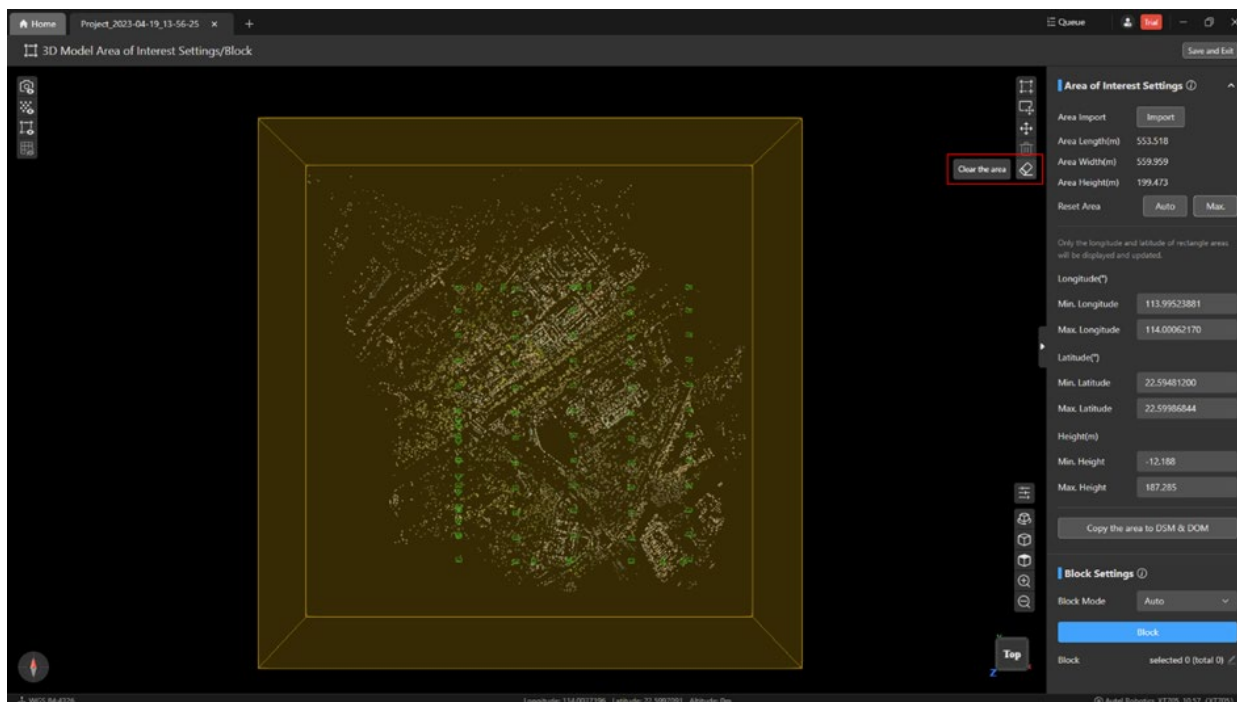 Home
Project_2023-04-19_13-56-25
Queue
Trial
3D Model Area of Interest Settings/Block
Save and Exit
Area of Interest Settings
Area Import Import
Area Length(m) 553.518
Area Width(m) 559.959
Clear the area
Area Height(m) 199.473
Reset Area Auto Max.
Only the longitude and latitude of rectangle areas
will be displayed and updated.
Longitude(°)
Min. Longitude 113.99523881
Max. Longitude 114.00062170
Latitude(°)
Min. Latitude 22.59481200
Max. Latitude 22.59986844
Height(m)
Min. Height -12.188
Max. Height 187.285
Copy the area to DSM & DOM
Block Settings
Block Mode Auto
Block
Top
Z
Block selected 0 (total 0)
WGS 84:4326